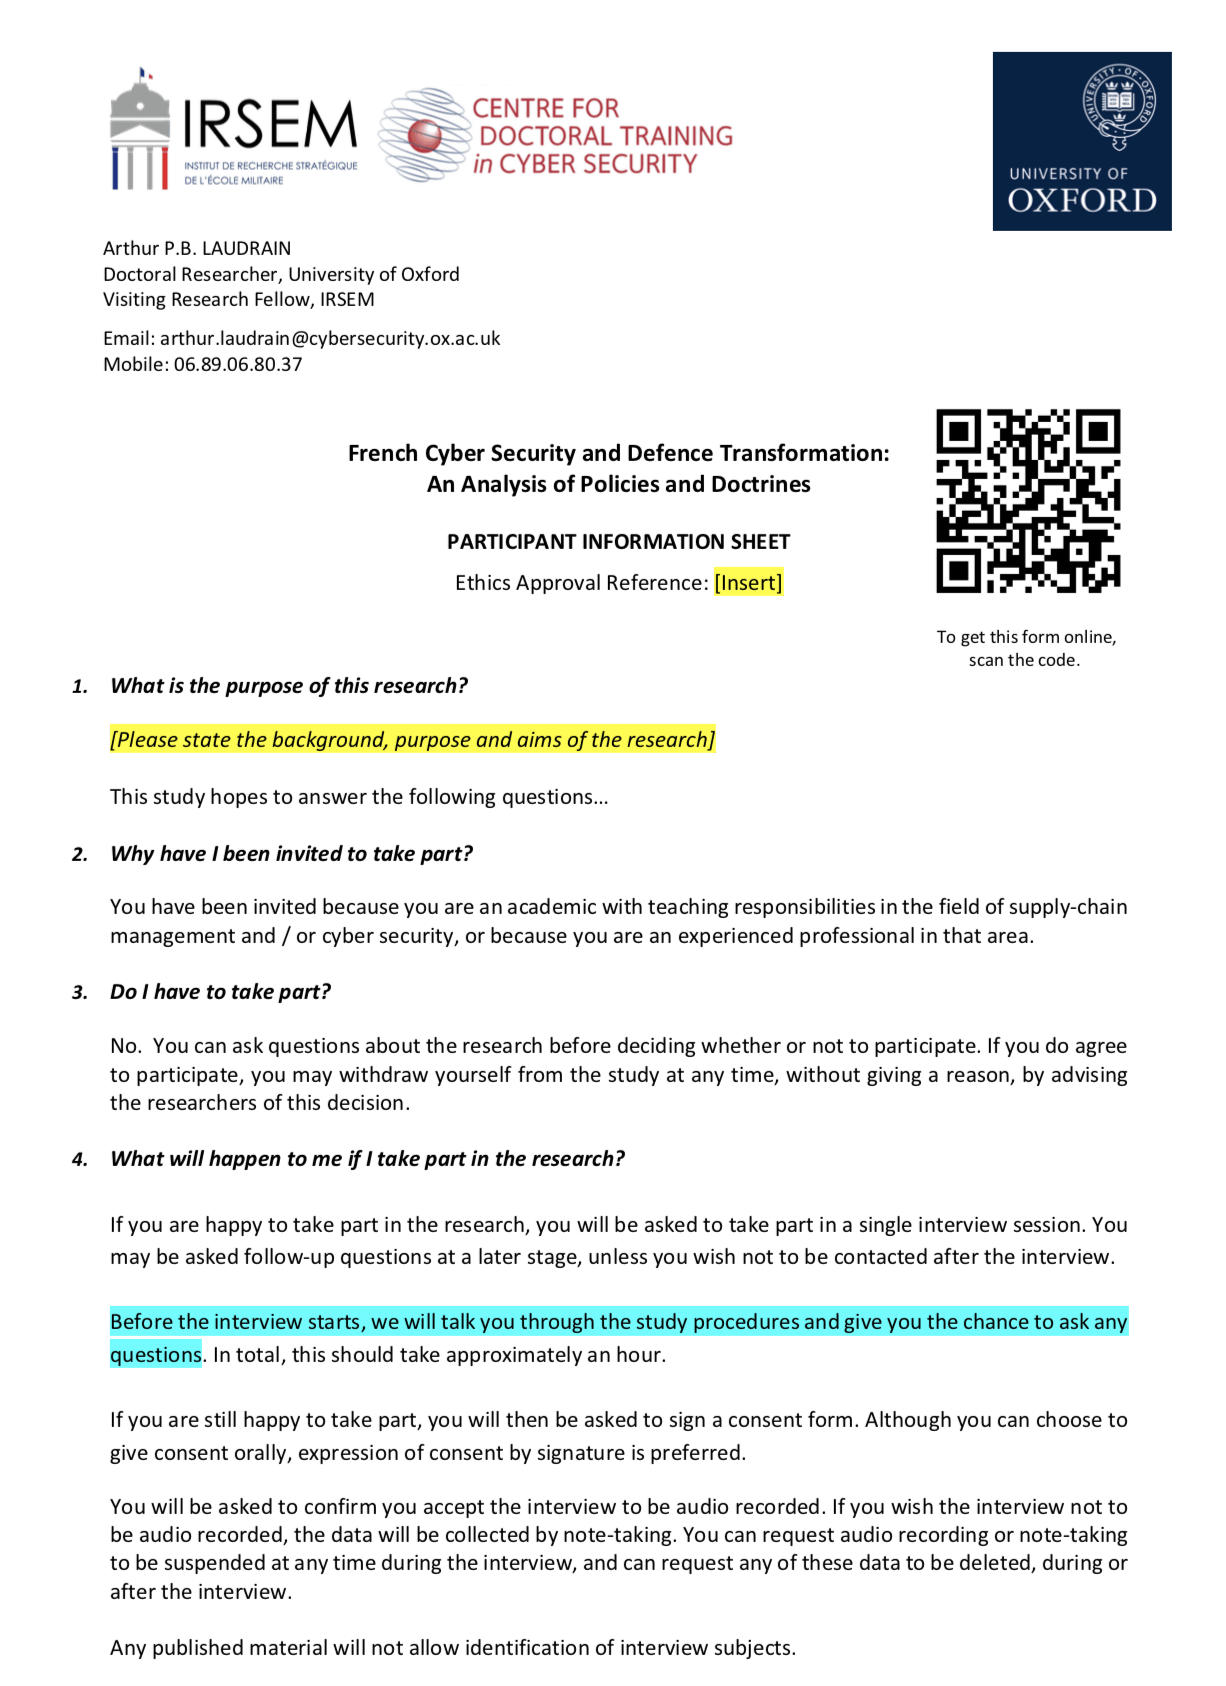 IRSEM
INSTITUT DE RECHERCHE STRATÉGIQUE
DE L'ÉCOLE MILITAIRE
CENTRE FOR
DOCTORAL TRAINING
in CYBER SECURITY
UNIVERSITY OF OXFORD
UNIVERSITY OF
OXFORD
Arthur P.B. LAUDRAIN
Doctoral Researcher, University of Oxford
Visiting Research Fellow, IRSEM
Email: arthur.laudrain@cybersecurity.ox.ac.uk
Mobile: 06.89.06.80.37
French Cyber Security and Defence Transformation:
An Analysis of Policies and Doctrines
PARTICIPANT INFORMATION SHEET
Ethics Approval Reference: [Insert]
To get this form online,
scan the code.
1. What is the purpose of this research?
[Please state the background, purpose and aims of the research]
This study hopes to answer the following questions…
2. Why have I been invited to take part?
You have been invited because you are an academic with teaching responsibilities in the field of supply-chain
management and / or cyber security, or because you are an experienced professional in that area.
3. Do I have to take part?
No.  You can ask questions about the research before deciding whether or not to participate. If you do agree
to participate, you may withdraw yourself from the study at any time, without giving a reason, by advising
the researchers of this decision.
4. What will happen to me if I take part in the research?
If you are happy to take part in the research, you will be asked to take part in a single interview session. You
may be asked follow-up questions at a later stage, unless you wish not to be contacted after the interview.
Before the interview starts, we will talk you through the study procedures and give you the chance to ask any
questions. In total, this should take approximately an hour.
If you are still happy to take part, you will then be asked to sign a consent form. Although you can choose to
give consent orally, expression of consent by signature is preferred.
You will be asked to confirm you accept the interview to be audio recorded. If you wish the interview not to
be audio recorded, the data will be collected by note-taking. You can request audio recording or note-taking
to be suspended at any time during the interview, and can request any of these data to be deleted, during or
after the interview.
Any published material will not allow identification of interview subjects.